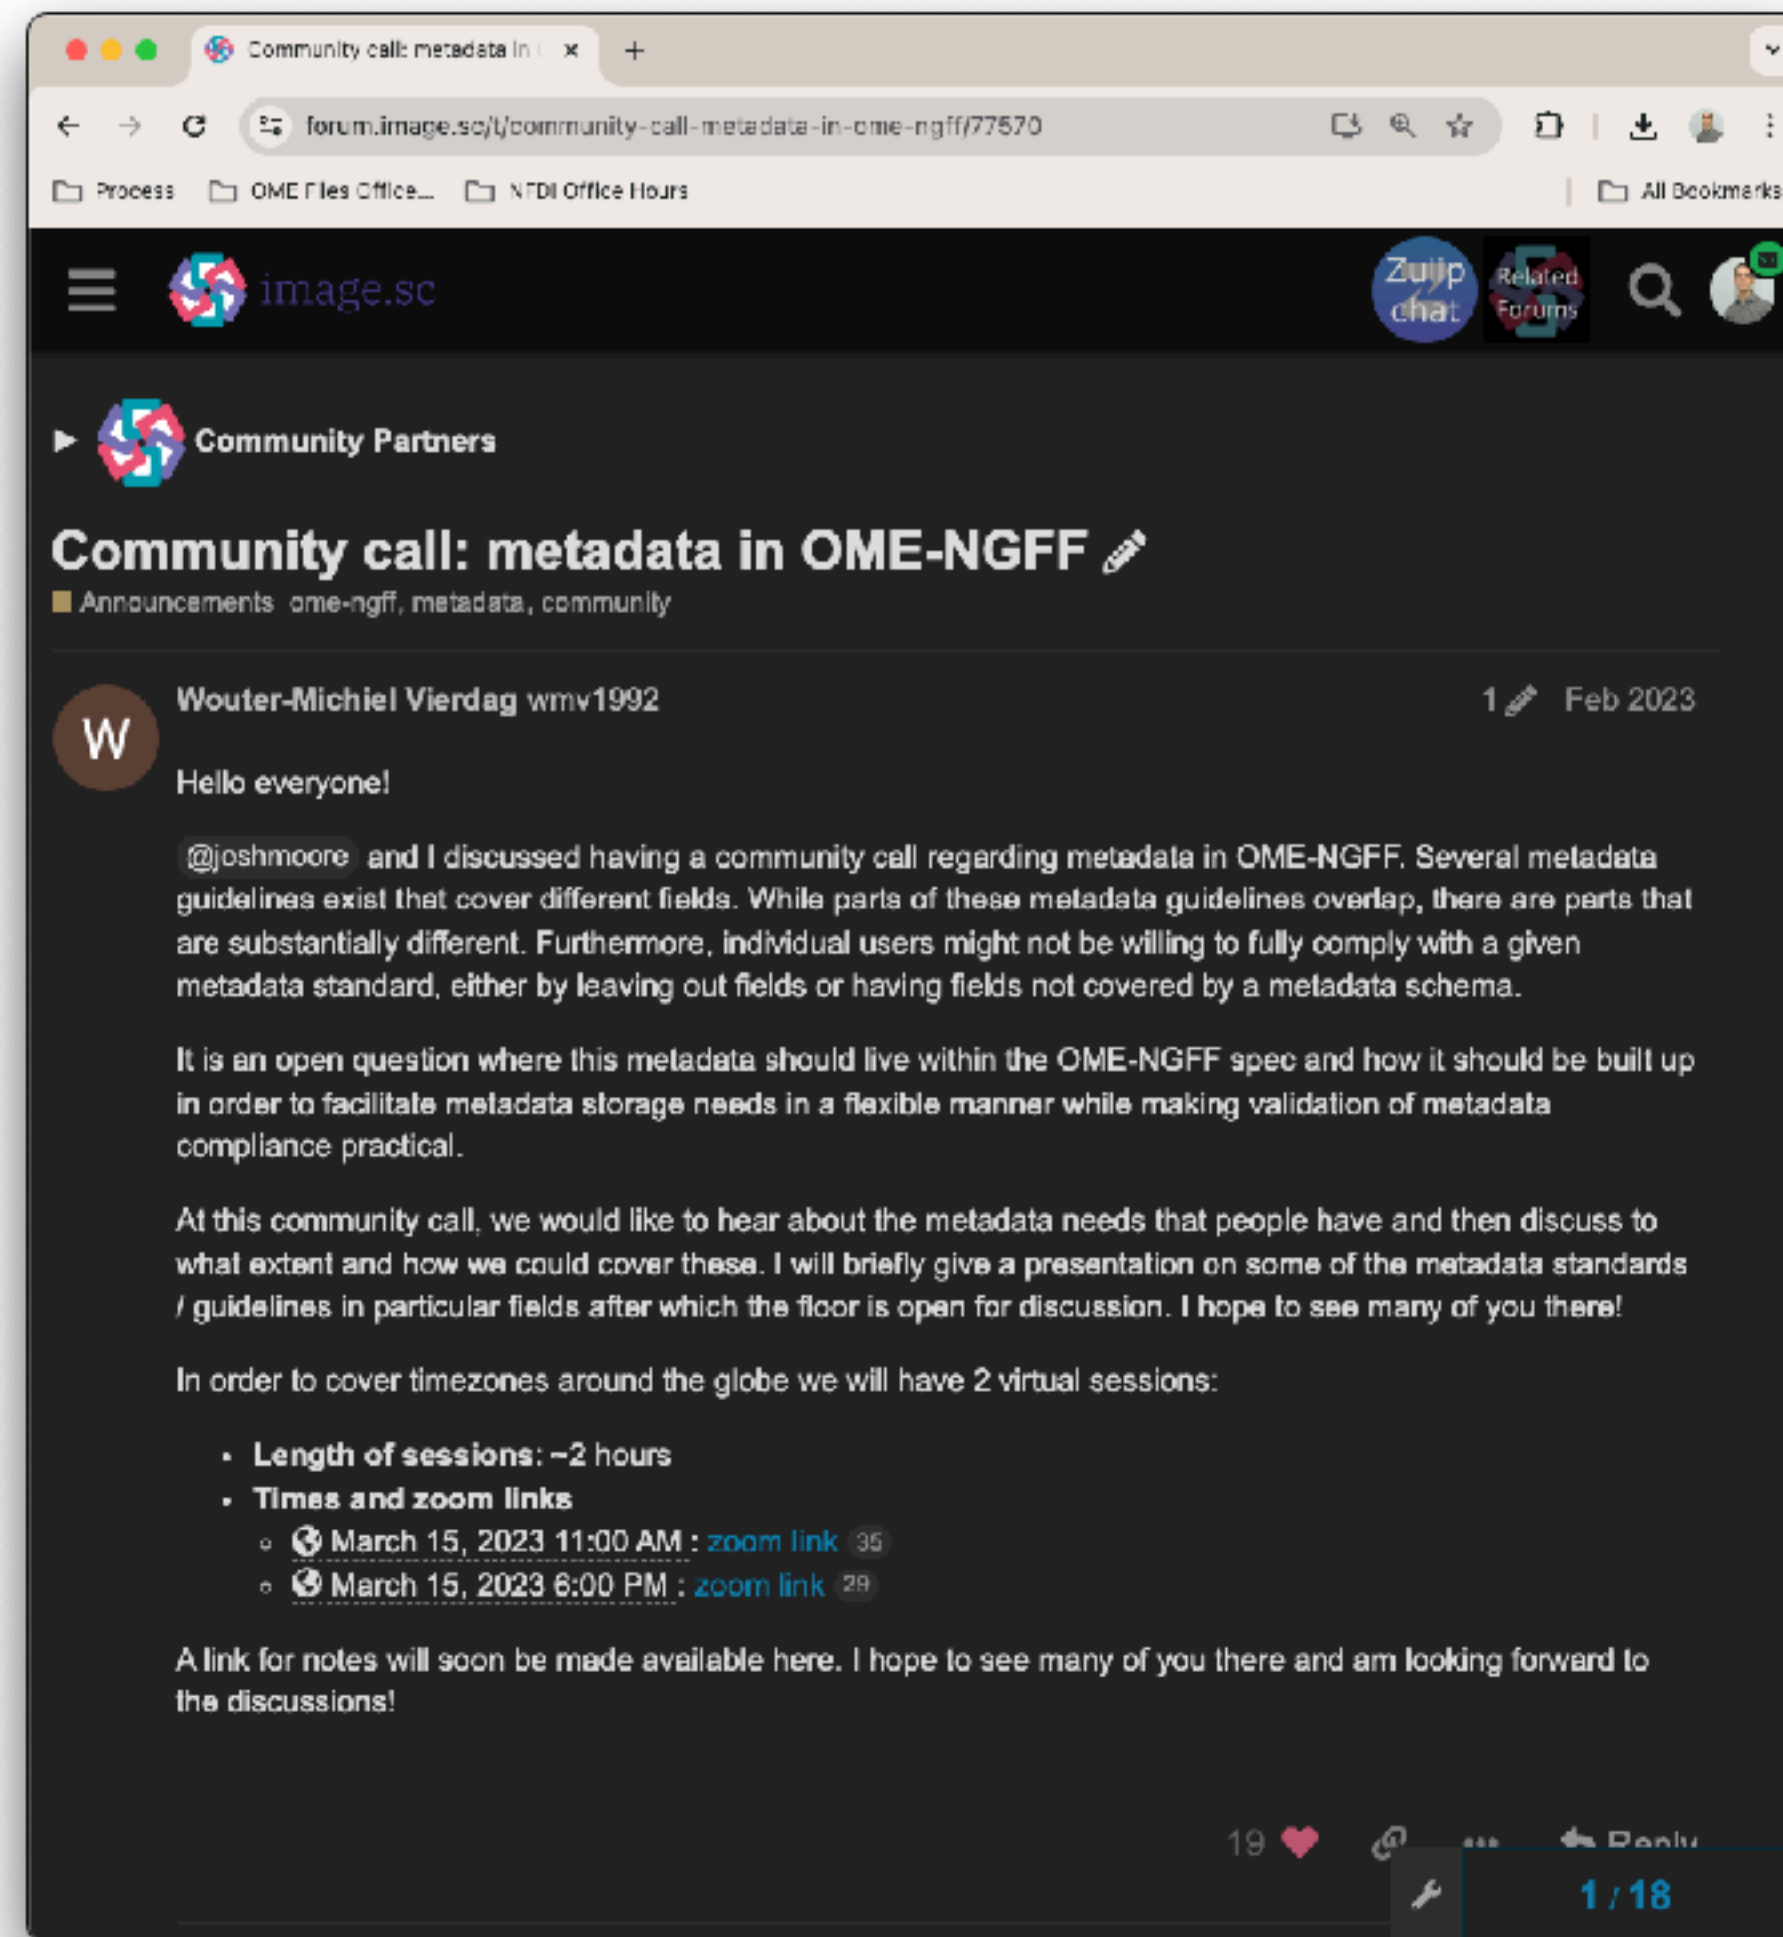 Community call: metadata in
forum.image.sc/t/community-call-metadata-in-ome-ngff/77570
Process OME Files Office... NFDI Office Hours All Bookmarks
image.sc
Zulip chat
Related Forums
Community Partners
Community call: metadata in OME-NGFF
Announcements ome-ngff, metadata, community
W
Wouter-Michiel Vierdag wmv1992 1 Feb 2023
Hello everyone!
@joshmoore and I discussed having a community call regarding metadata in OME-NGFF. Several metadata
guidelines exist that cover different fields. While parts of these metadata guidelines overlap, there are parts that
are substantially different. Furthermore, individual users might not be willing to fully comply with a given
metadata standard, either by leaving out fields or having fields not covered by a metadata schema.
It is an open question where this metadata should live within the OME-NGFF spec and how it should be built up
in order to facilitate metadata storage needs in a flexible manner while making validation of metadata
compliance practical.
At this community call, we would like to hear about the metadata needs that people have and then discuss to
what extent and how we could cover these. I will briefly give a presentation on some of the metadata standards
/ guidelines in particular fields after which the floor is open for discussion. I hope to see many of you there!
In order to cover timezones around the globe we will have 2 virtual sessions:
• Length of sessions: ~2 hours
• Times and zoom links
◦ March 15, 2023 11:00 AM : zoom link 35
◦ March 15, 2023 6:00 PM : zoom link 29
A link for notes will soon be made available here. I hope to see many of you there and am looking forward to
the discussions!
19 Reply
1 / 18